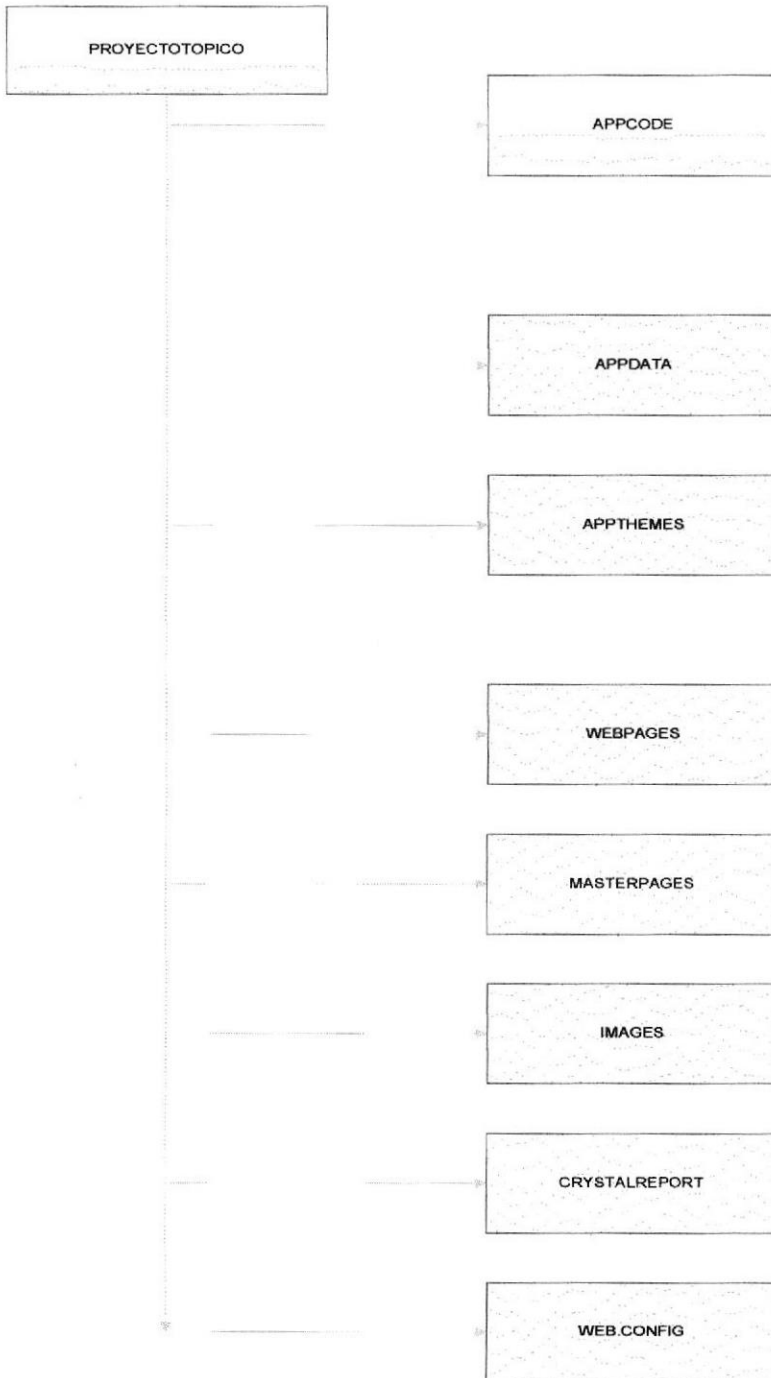 PROYECTOTOPICO
APPCODE
APPDATA
APPTHEMES
WEBPAGES
MASTERPAGES
IMAGES
CRYSTALREPORT
WEB.CONFIG